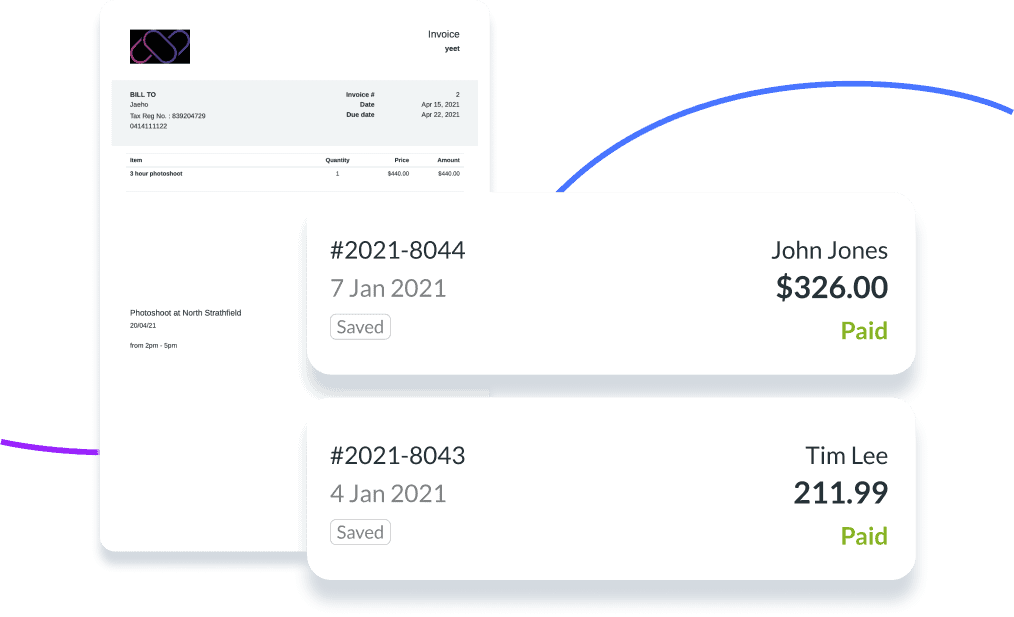 Invoice
yeet
BILL TO
Jaeho
Tax Reg No. : 839204729
0414111122
Invoice # 2
Date Apr 15, 2021
Due date Apr 22, 2021
Item Quantity Price Amount
3 hour photoshoot 1 $440.00 $440.00
Photoshoot at North Strathfield
20/04/21
from 2pm - 5pm
#2021-8044 John Jones
7 Jan 2021 $326.00
Saved Paid
#2021-8043 Tim Lee
4 Jan 2021 211.99
Saved Paid